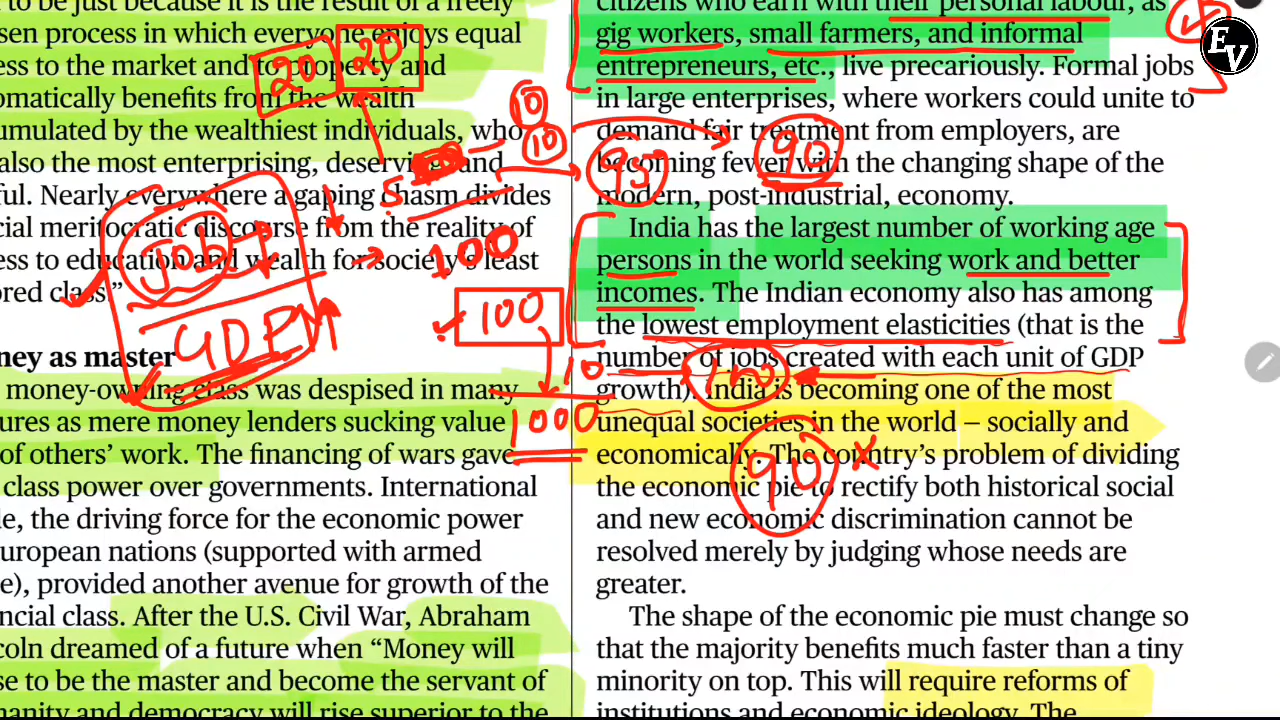 to be just because it is the result of a freely
sen process in which everyone enjoys equal
ess to the market and to property and
omatically benefits from the wealth
umulated by the wealthiest individuals, who
also the most enterprising, deserving and
ful. Nearly everywhere a gaping chasm divides
cial meritocratic discourse from the reality of
ess to education and wealth for society's least
ored class."
ney as master
money-owning class was despised in many
ures as mere money lenders sucking value
of others' work. The financing of wars gave
class power over governments. International
le, the driving force for the economic power
uropean nations (supported with armed
e), provided another avenue for growth of the
ncial class. After the U.S. Civil War, Abraham
coln dreamed of a future when "Money will
se to be the master and become the servant of
manity and democracy will rise superior to the
citizens who earn with their personal labour, as
gig workers, small farmers, and informal
entrepreneurs, etc., live precariously. Formal jobs
in large enterprises, where workers could unite to
demand fair treatment from employers, are
becoming fewer with the changing shape of the
modern, post-industrial, economy.
India has the largest number of working age
persons in the world seeking work and better
incomes. The Indian economy also has among
the lowest employment elasticities (that is the
number of jobs created with each unit of GDP
growth). India is becoming one of the most
unequal societies in the world – socially and
economically. The country's problem of dividing
the economic pie to rectify both historical social
and new economic discrimination cannot be
resolved merely by judging whose needs are
greater.
The shape of the economic pie must change so
that the majority benefits much faster than a tiny
minority on top. This will require reforms of
institutions and economic ideology. The
20
20
10
10
5
95
90
100
100
10
1000
100
90
Job
GDP
EV